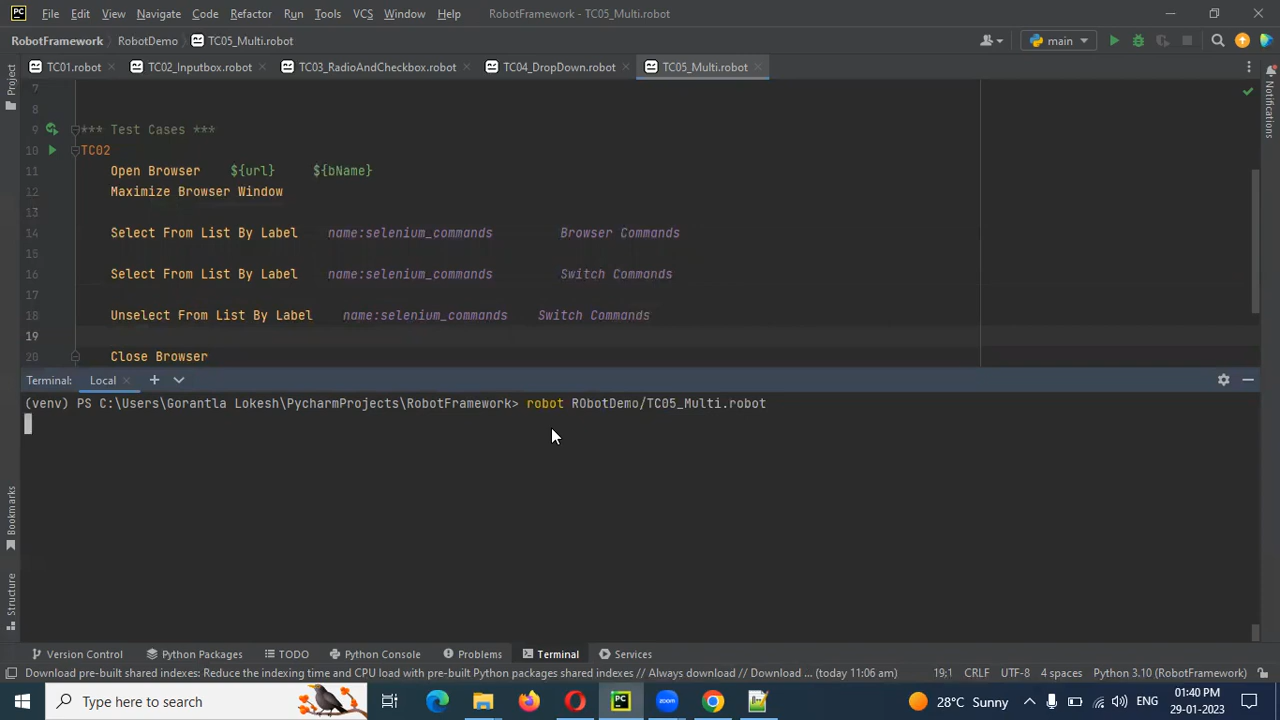 PC File Edit View Navigate Code Refactor Run Tools VCS Window Help RobotFramework - TC05_Multi.robot
RobotFramework RobotDemo TC05_Multi.robot main
TC01.robot TC02_Inputbox.robot TC03_RadioAndCheckbox.robot TC04_DropDown.robot TC05_Multi.robot
Project
Notifications
7
8
9 *** Test Cases ***
10 TC02
11 Open Browser ${url} ${bName}
12 Maximize Browser Window
13
14 Select From List By Label name:selenium_commands Browser Commands
15
16 Select From List By Label name:selenium_commands Switch Commands
17
18 Unselect From List By Label name:selenium_commands Switch Commands
19
20 Close Browser
Terminal: Local
(venv) PS C:\Users\Gorantla Lokesh\PycharmProjects\RobotFramework> robot RObotDemo/TC05_Multi.robot
Bookmarks
Structure
Version Control Python Packages TODO Python Console Problems Terminal Services
Download pre-built shared indexes: Reduce the indexing time and CPU load with pre-built Python packages shared indexes // Always download // Download ... (today 11:06 am) 19:1 CRLF UTF-8 4 spaces Python 3.10 (RobotFramework)
Type here to search PC zoom 28°C Sunny ENG 01:40 PM
29-01-2023